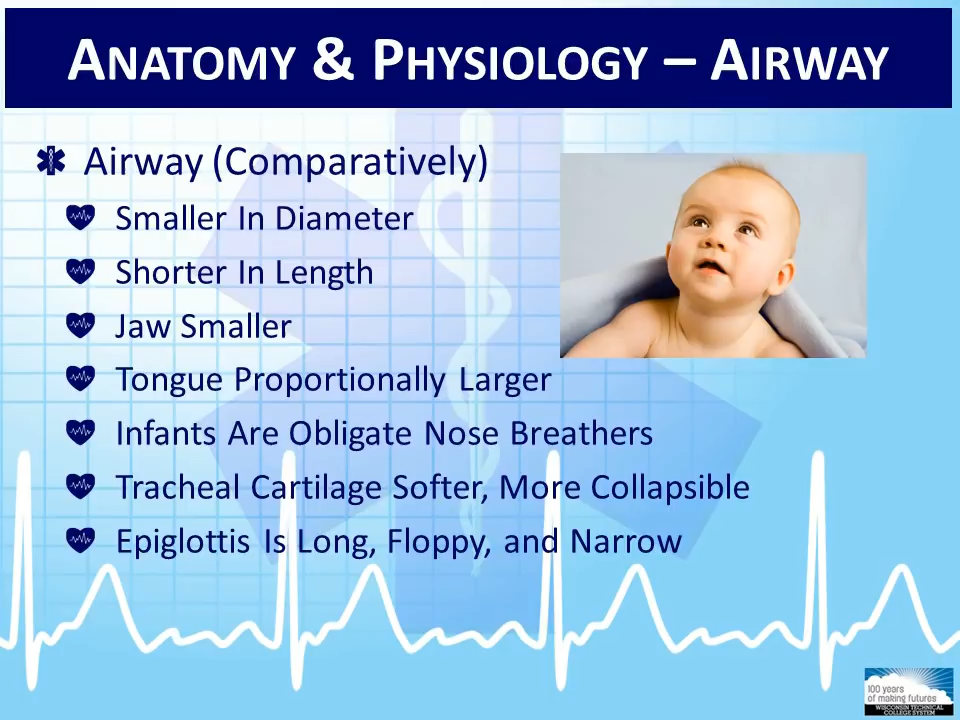 ANATOMY & PHYSIOLOGY – AIRWAY
Airway (Comparatively)
Smaller In Diameter
Shorter In Length
Jaw Smaller
Tongue Proportionally Larger
Infants Are Obligate Nose Breathers
Tracheal Cartilage Softer, More Collapsible
Epiglottis Is Long, Floppy, and Narrow
100 years
of making futures
WISCONSIN TECHNICAL
COLLEGE SYSTEM